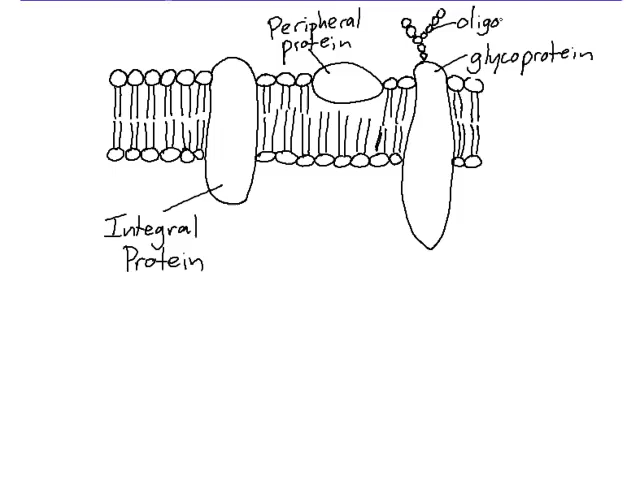 Peripheral
protein
oligo
glycoprotein
Integral
Protein